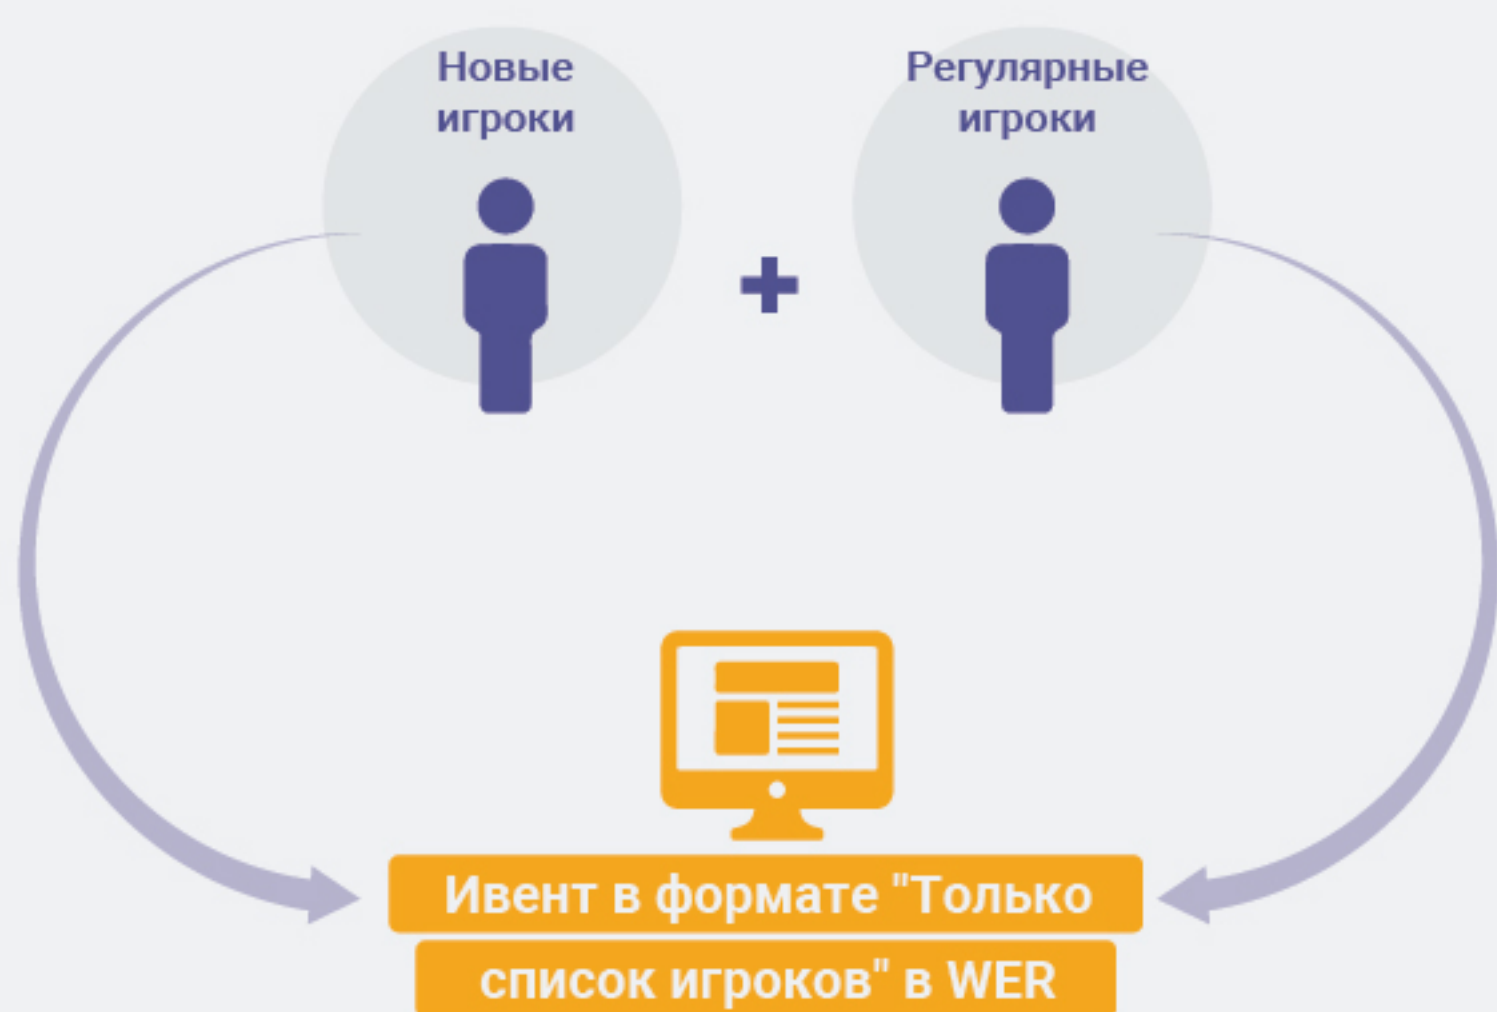 Новые
игроки
Регулярные
игроки
Ивент в формате "Только
список игроков" в WER